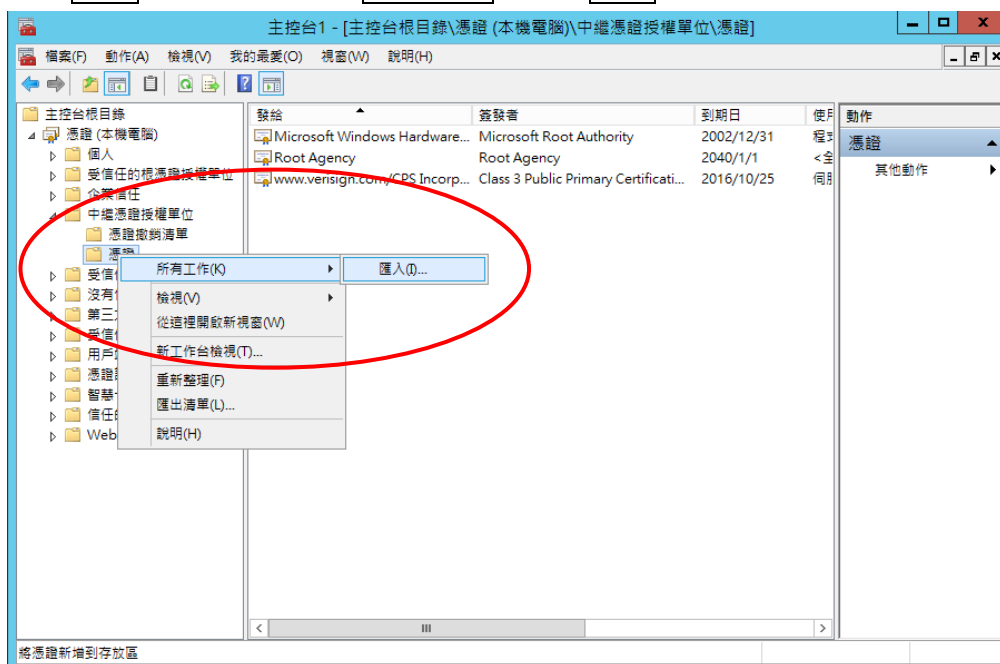 主控台1 - [主控台根目錄\憑證 (本機電腦)\中繼憑證授權單位\憑證]
檔案(F) 動作(A) 檢視(V) 我的最愛(O) 視窗(W) 說明(H)
主控台根目錄
憑證 (本機電腦)
個人
受信任的根憑證授權單位
企業信任
中繼憑證授權單位
憑證撤銷清單
憑證
受信
沒有
第三
受信
用戶
憑證
智慧
信任
Web
發給 簽發者 到期日 使用
Microsoft Windows Hardware... Microsoft Root Authority 2002/12/31 程式
Root Agency Root Agency 2040/1/1 <全
www.verisign.com/CPS Incorp... Class 3 Public Primary Certificati... 2016/10/25 伺服
所有工作(K)
匯入(I)...
檢視(V)
從這裡開啟新視窗(W)
新工作台檢視(T)...
重新整理(F)
匯出清單(L)...
說明(H)
動作
憑證
其他動作
將憑證新增到存放區